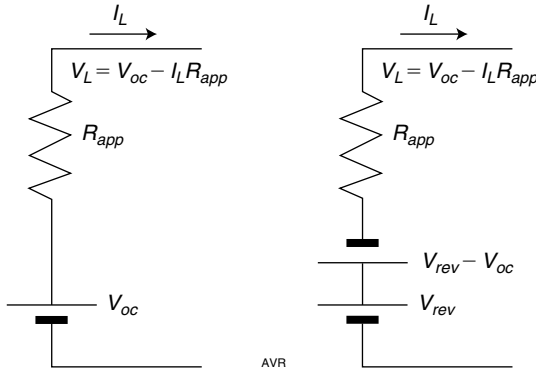 I_L
V_L = V_oc – I_L R_app
R_app
V_oc
I_L
V_L = V_oc – I_L R_app
R_app
V_rev – V_oc
V_rev
AVR